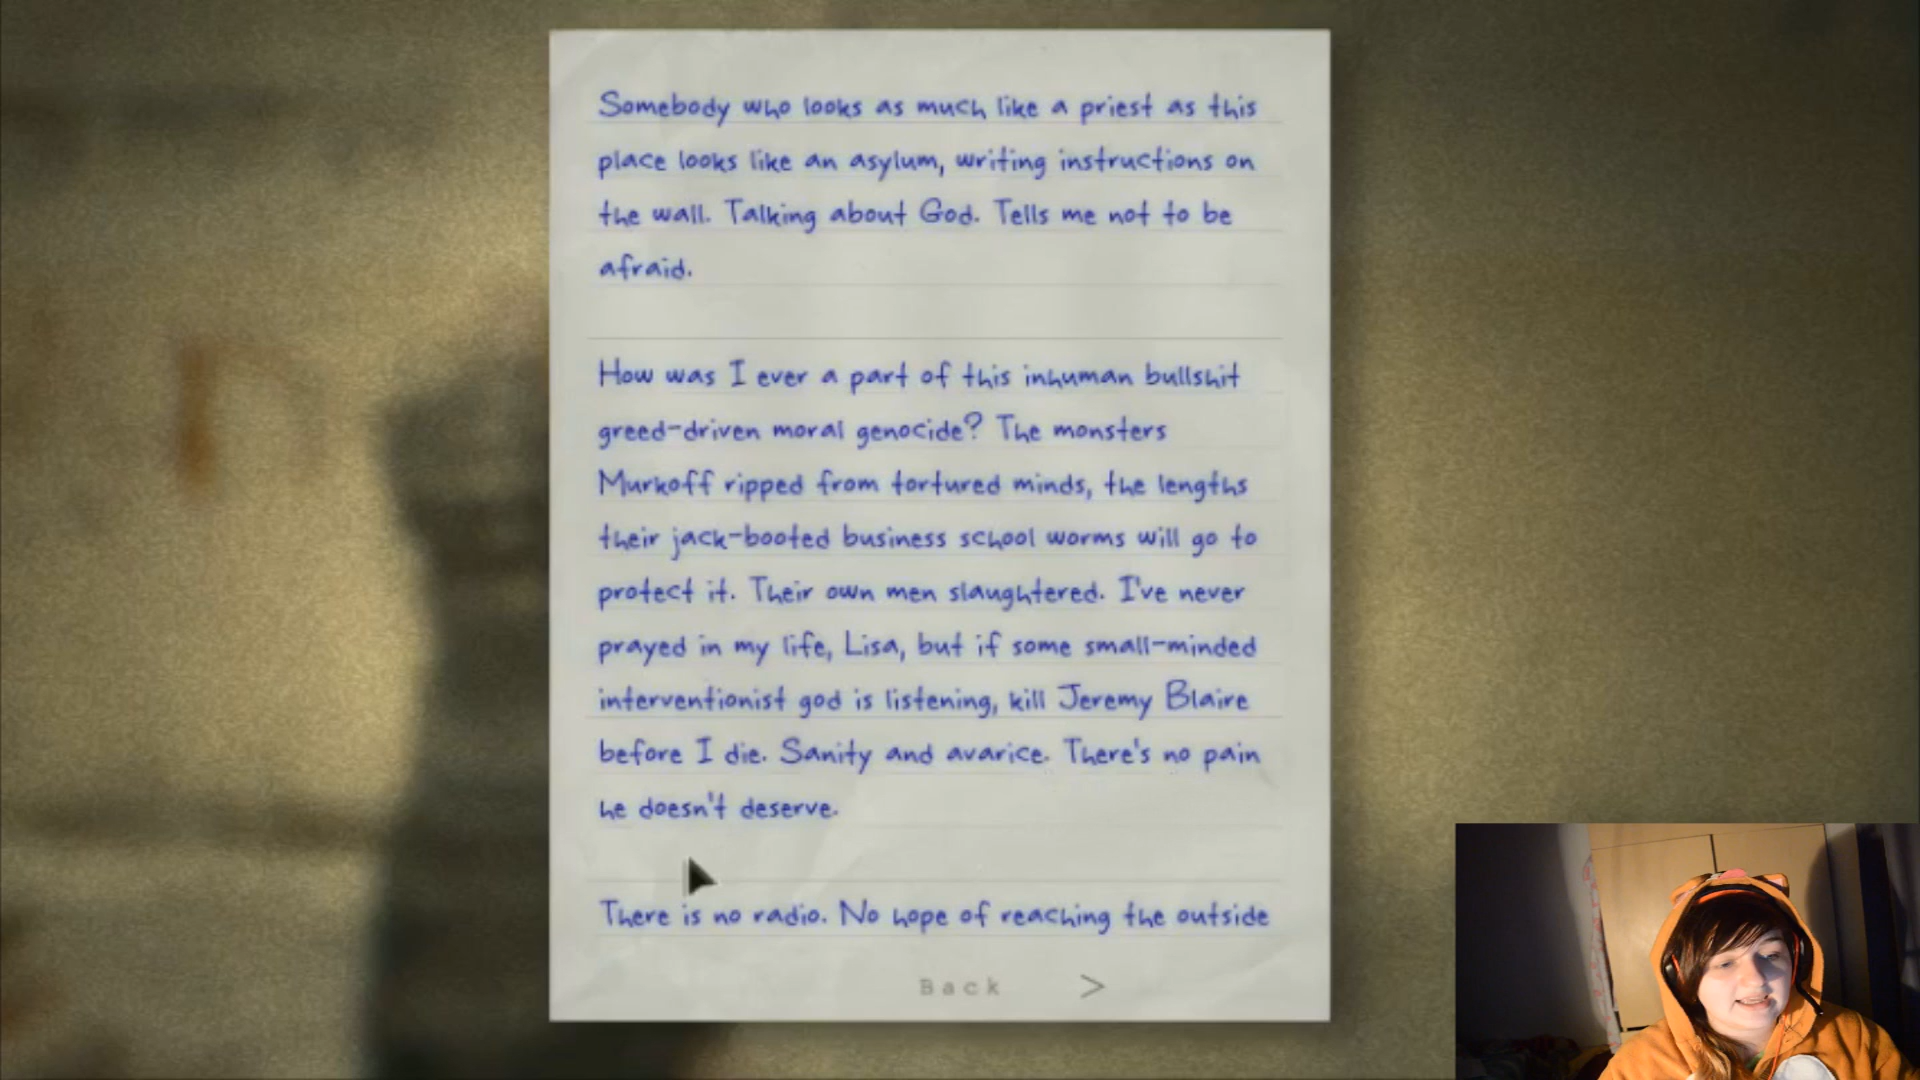 Somebody who looks as much like a priest as this
place looks like an asylum, writing instructions on
the wall. Talking about God. Tells me not to be
afraid.
How was I ever a part of this inhuman bullshit
greed-driven moral genocide? The monsters
Murkoff ripped from tortured minds, the lengths
their jack-booted business school worms will go to
protect it. Their own men slaughtered. I've never
prayed in my life, Lisa, but if some small-minded
interventionist god is listening, kill Jeremy Blaire
before I die. Sanity and avarice. There's no pain
he doesn't deserve.
There is no radio. No hope of reaching the outside
Back >